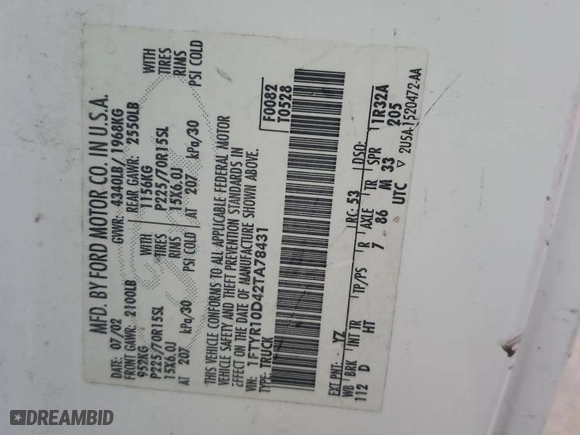 MFD. BY FORD MOTOR CO. IN U.S.A.
07/02 GVWR: 4340LB/ 1968KG
FRONT GAWR: 2100LB REAR GAWR: 2550LB
952KG 1156KG WITH
P225/70R15SL P225/70R15SL TIRES
15X6.0J RIMS 15X6.0J RIMS
AT 207 kPa/30 PSI COLD AT 207 kPa/30 PSI COLD
THIS VEHICLE CONFORMS TO ALL APPLICABLE FEDERAL MOTOR
VEHICLE SAFETY AND THEFT PREVENTION STANDARDS IN
EFFECT ON THE DATE OF MANUFACTURE SHOWN ABOVE.
VIN: 1FTYR10D42TA78431
TYPE: TRUCK
F0082
T0528
EXT PNT: YZ RC: 53 DSO:
WB BRK INT TR TP/PS R AXLE TR SPR 1R32A
112 D HT 7 86 M 33 205
UTC 2U5A-1520472-AA
DREAMBID